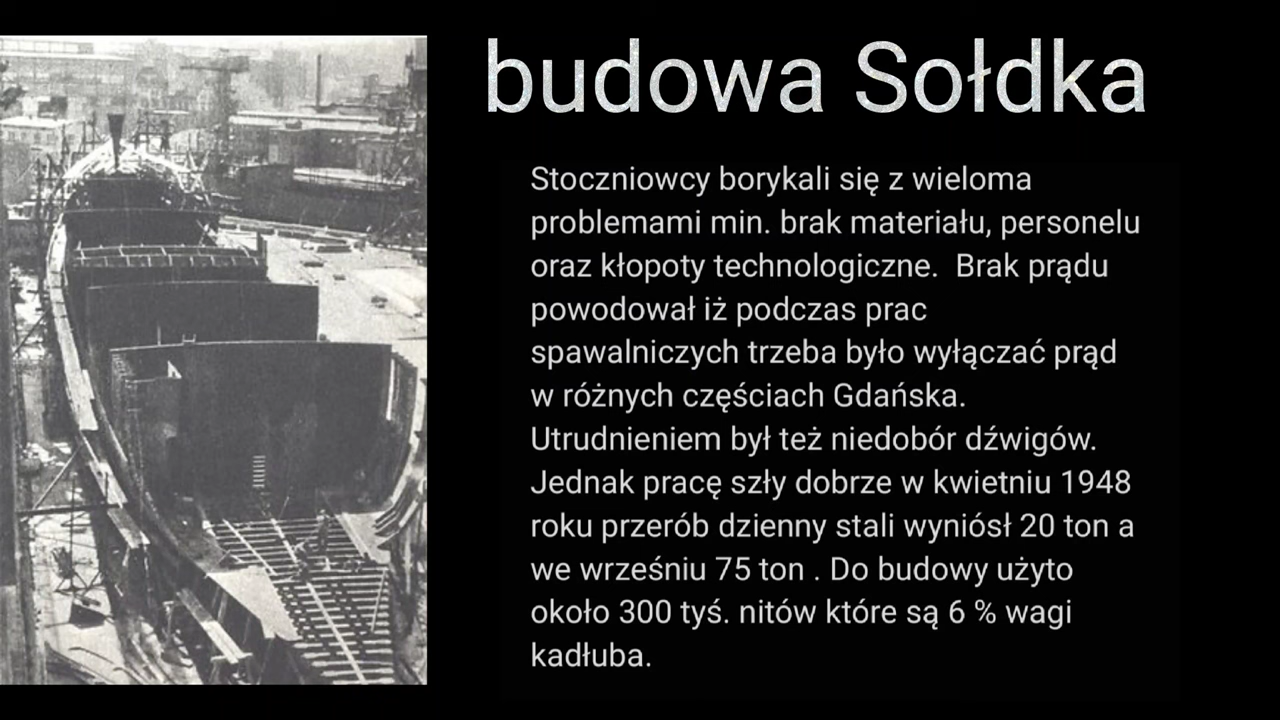 budowa Sołdka
Stoczniowcy borykali się z wieloma
problemami min. brak materiału, personelu
oraz kłopoty technologiczne.  Brak prądu
powodował iż podczas prac
spawalniczych trzeba było wyłączać prąd
w różnych częściach Gdańska.
Utrudnieniem był też niedobór dźwigów.
Jednak pracę szły dobrze w kwietniu 1948
roku przerób dzienny stali wyniósł 20 ton a
we wrześniu 75 ton . Do budowy użyto
około 300 tyś. nitów które są 6 % wagi
kadłuba.